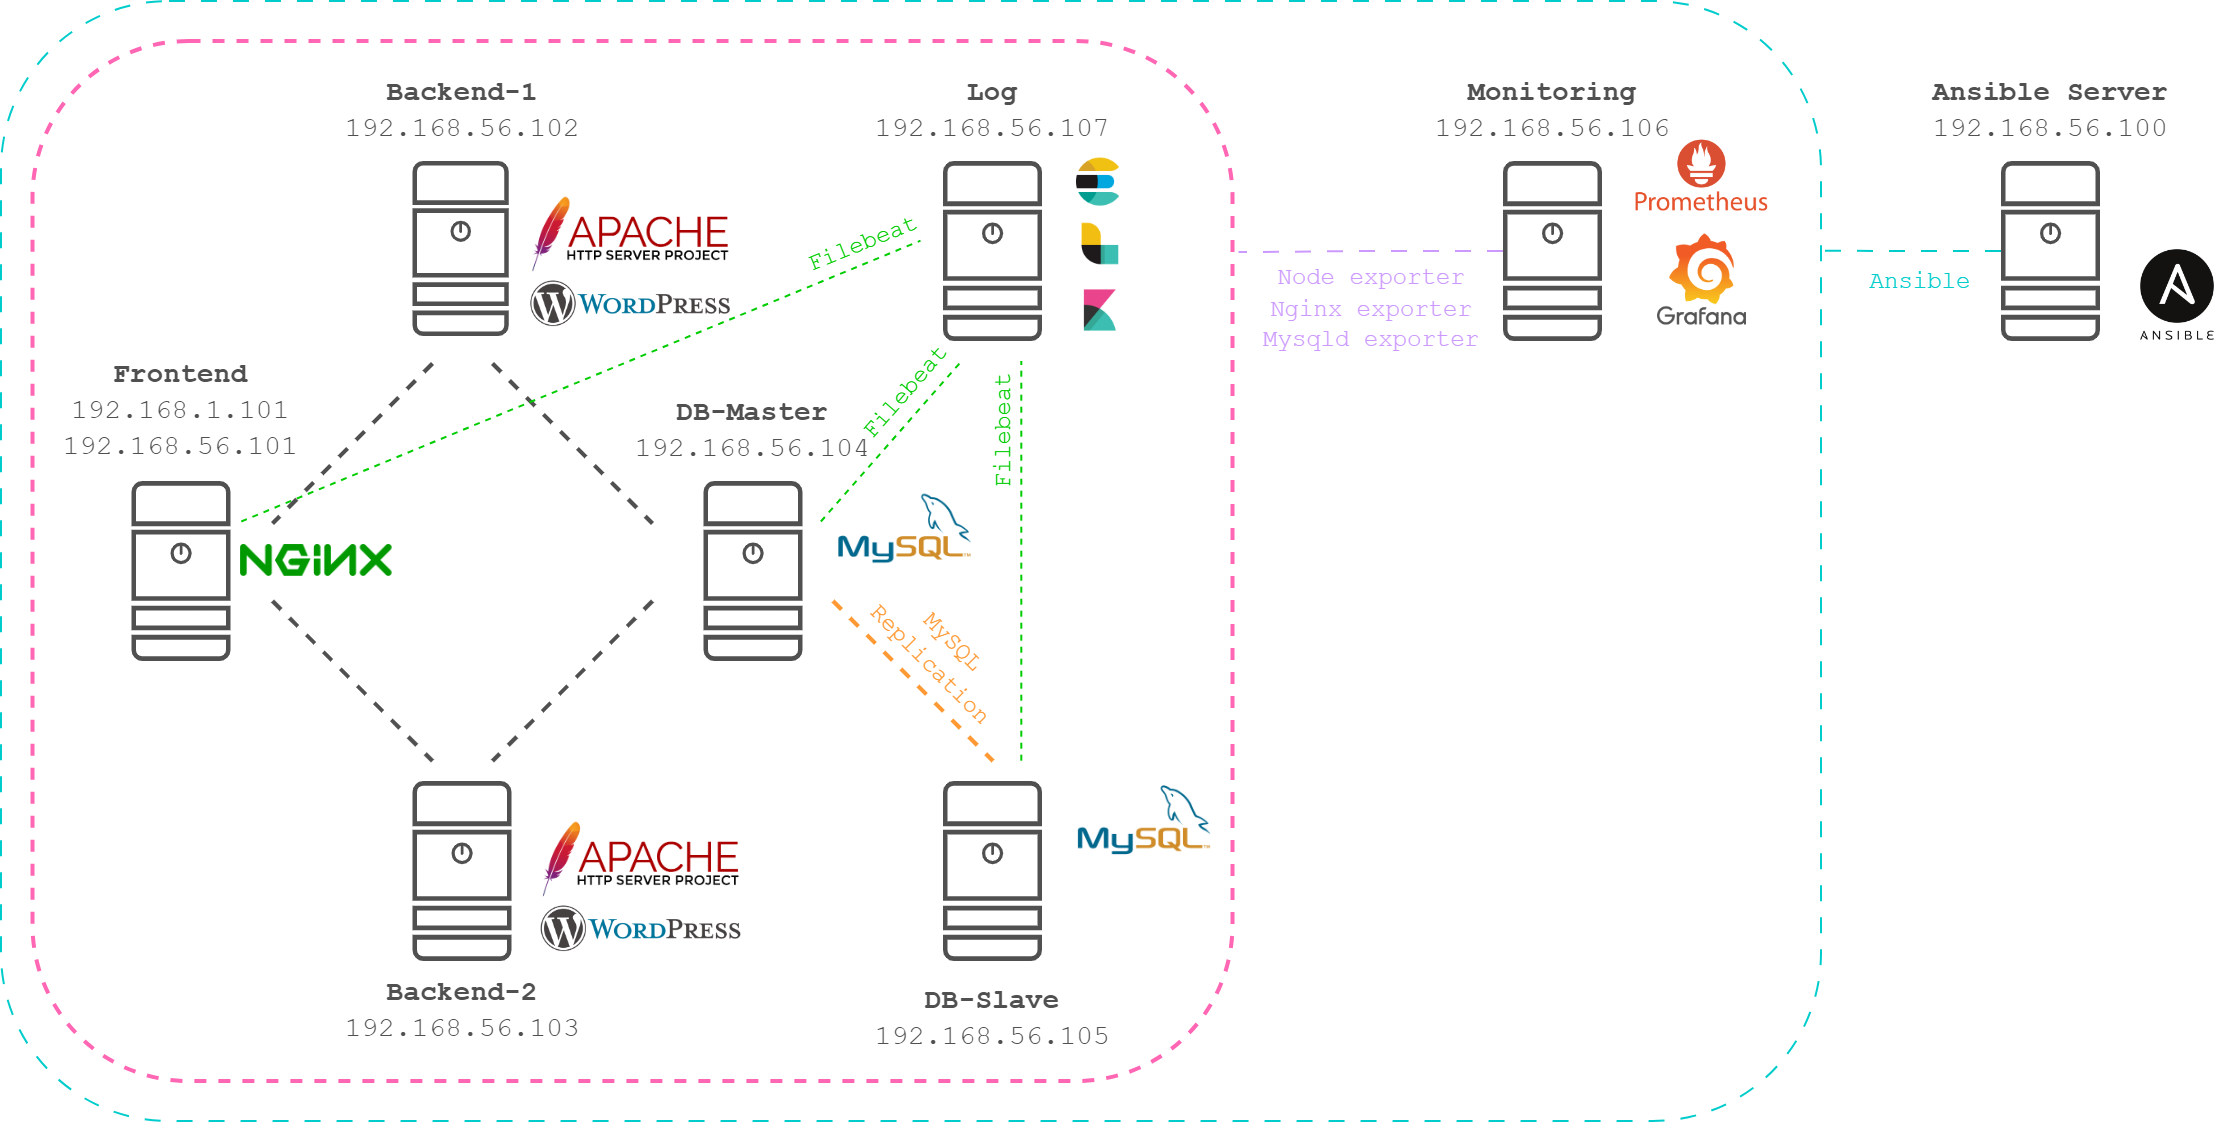 Backend-1
192.168.56.102
APACHE
HTTP SERVER PROJECT
WORDPRESS
Log
192.168.56.107
Filebeat
Monitoring
192.168.56.106
Prometheus
Grafana
Node exporter
Nginx exporter
Mysqld exporter
Ansible Server
192.168.56.100
Ansible
ANSIBLE
Frontend
192.168.1.101
192.168.56.101
NGiNX
DB-Master
192.168.56.104
Filebeat
Filebeat
MySQL™
MySQL
Replication
APACHE
HTTP SERVER PROJECT
WORDPRESS
Backend-2
192.168.56.103
MySQL™
DB-Slave
192.168.56.105